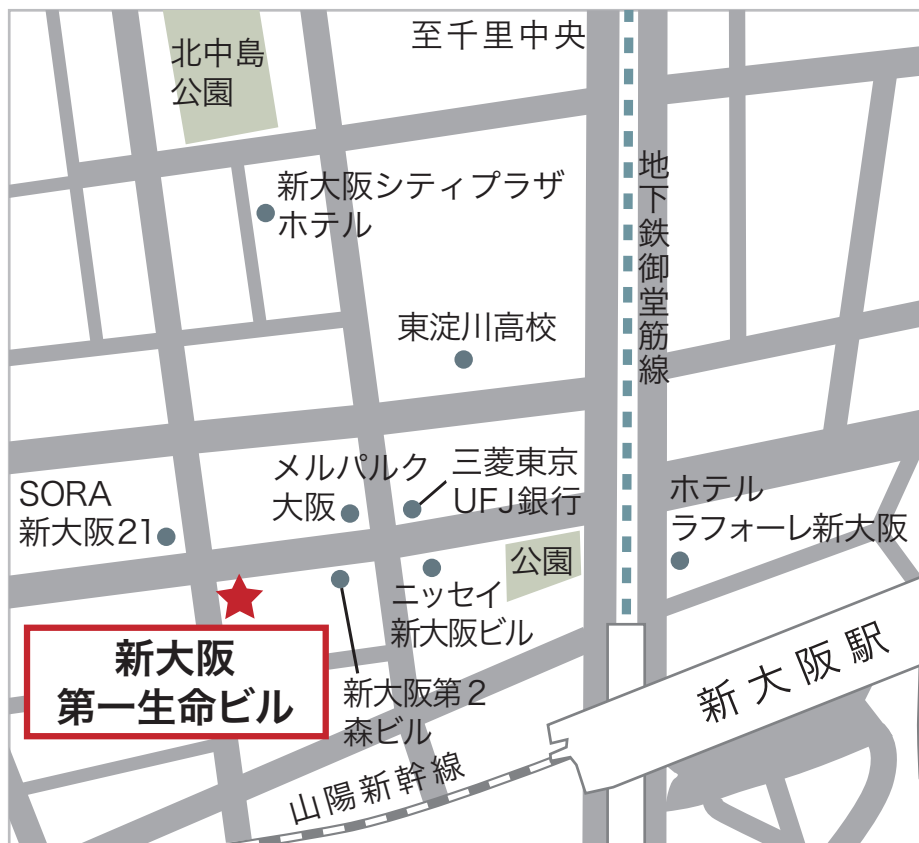 至千里中央
北中島
公園
地下鉄御堂筋線
新大阪シティプラザ
ホテル
東淀川高校
メルパルク
大阪
三菱東京
UFJ銀行
SORA
新大阪21
ホテル
ラフォーレ新大阪
公園
ニッセイ
新大阪ビル
新大阪
第一生命ビル
新大阪第2
森ビル
新大阪駅
山陽新幹線